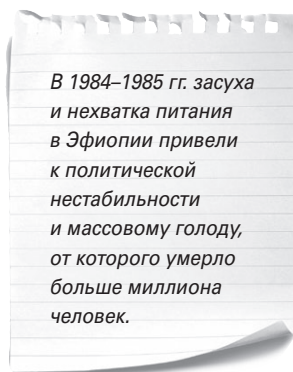 В 1984–1985 гг. засуха
и нехватка питания
в Эфиопии привели
к политической
нестабильности
и массовому голоду,
от которого умерло
больше миллиона
человек.